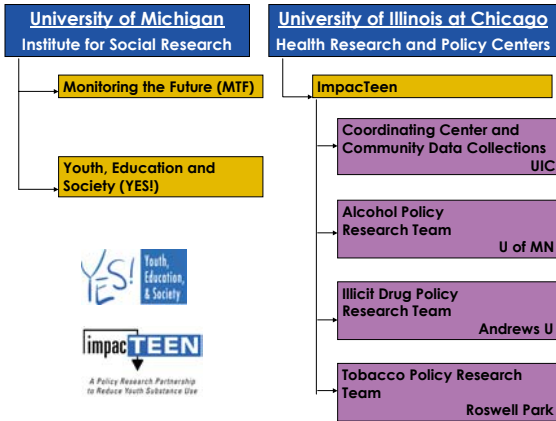 University of Michigan
Institute for Social Research
Monitoring the Future (MTF)
Youth, Education and
Society (YES!)
YES!
Youth,
Education,
& Society
impacTEEN
A Policy Research Partnership
to Reduce Youth Substance Use
University of Illinois at Chicago
Health Research and Policy Centers
ImpacTeen
Coordinating Center and
Community Data Collections
UIC
Alcohol Policy
Research Team
U of MN
Illicit Drug Policy
Research Team
Andrews U
Tobacco Policy Research
Team
Roswell Park